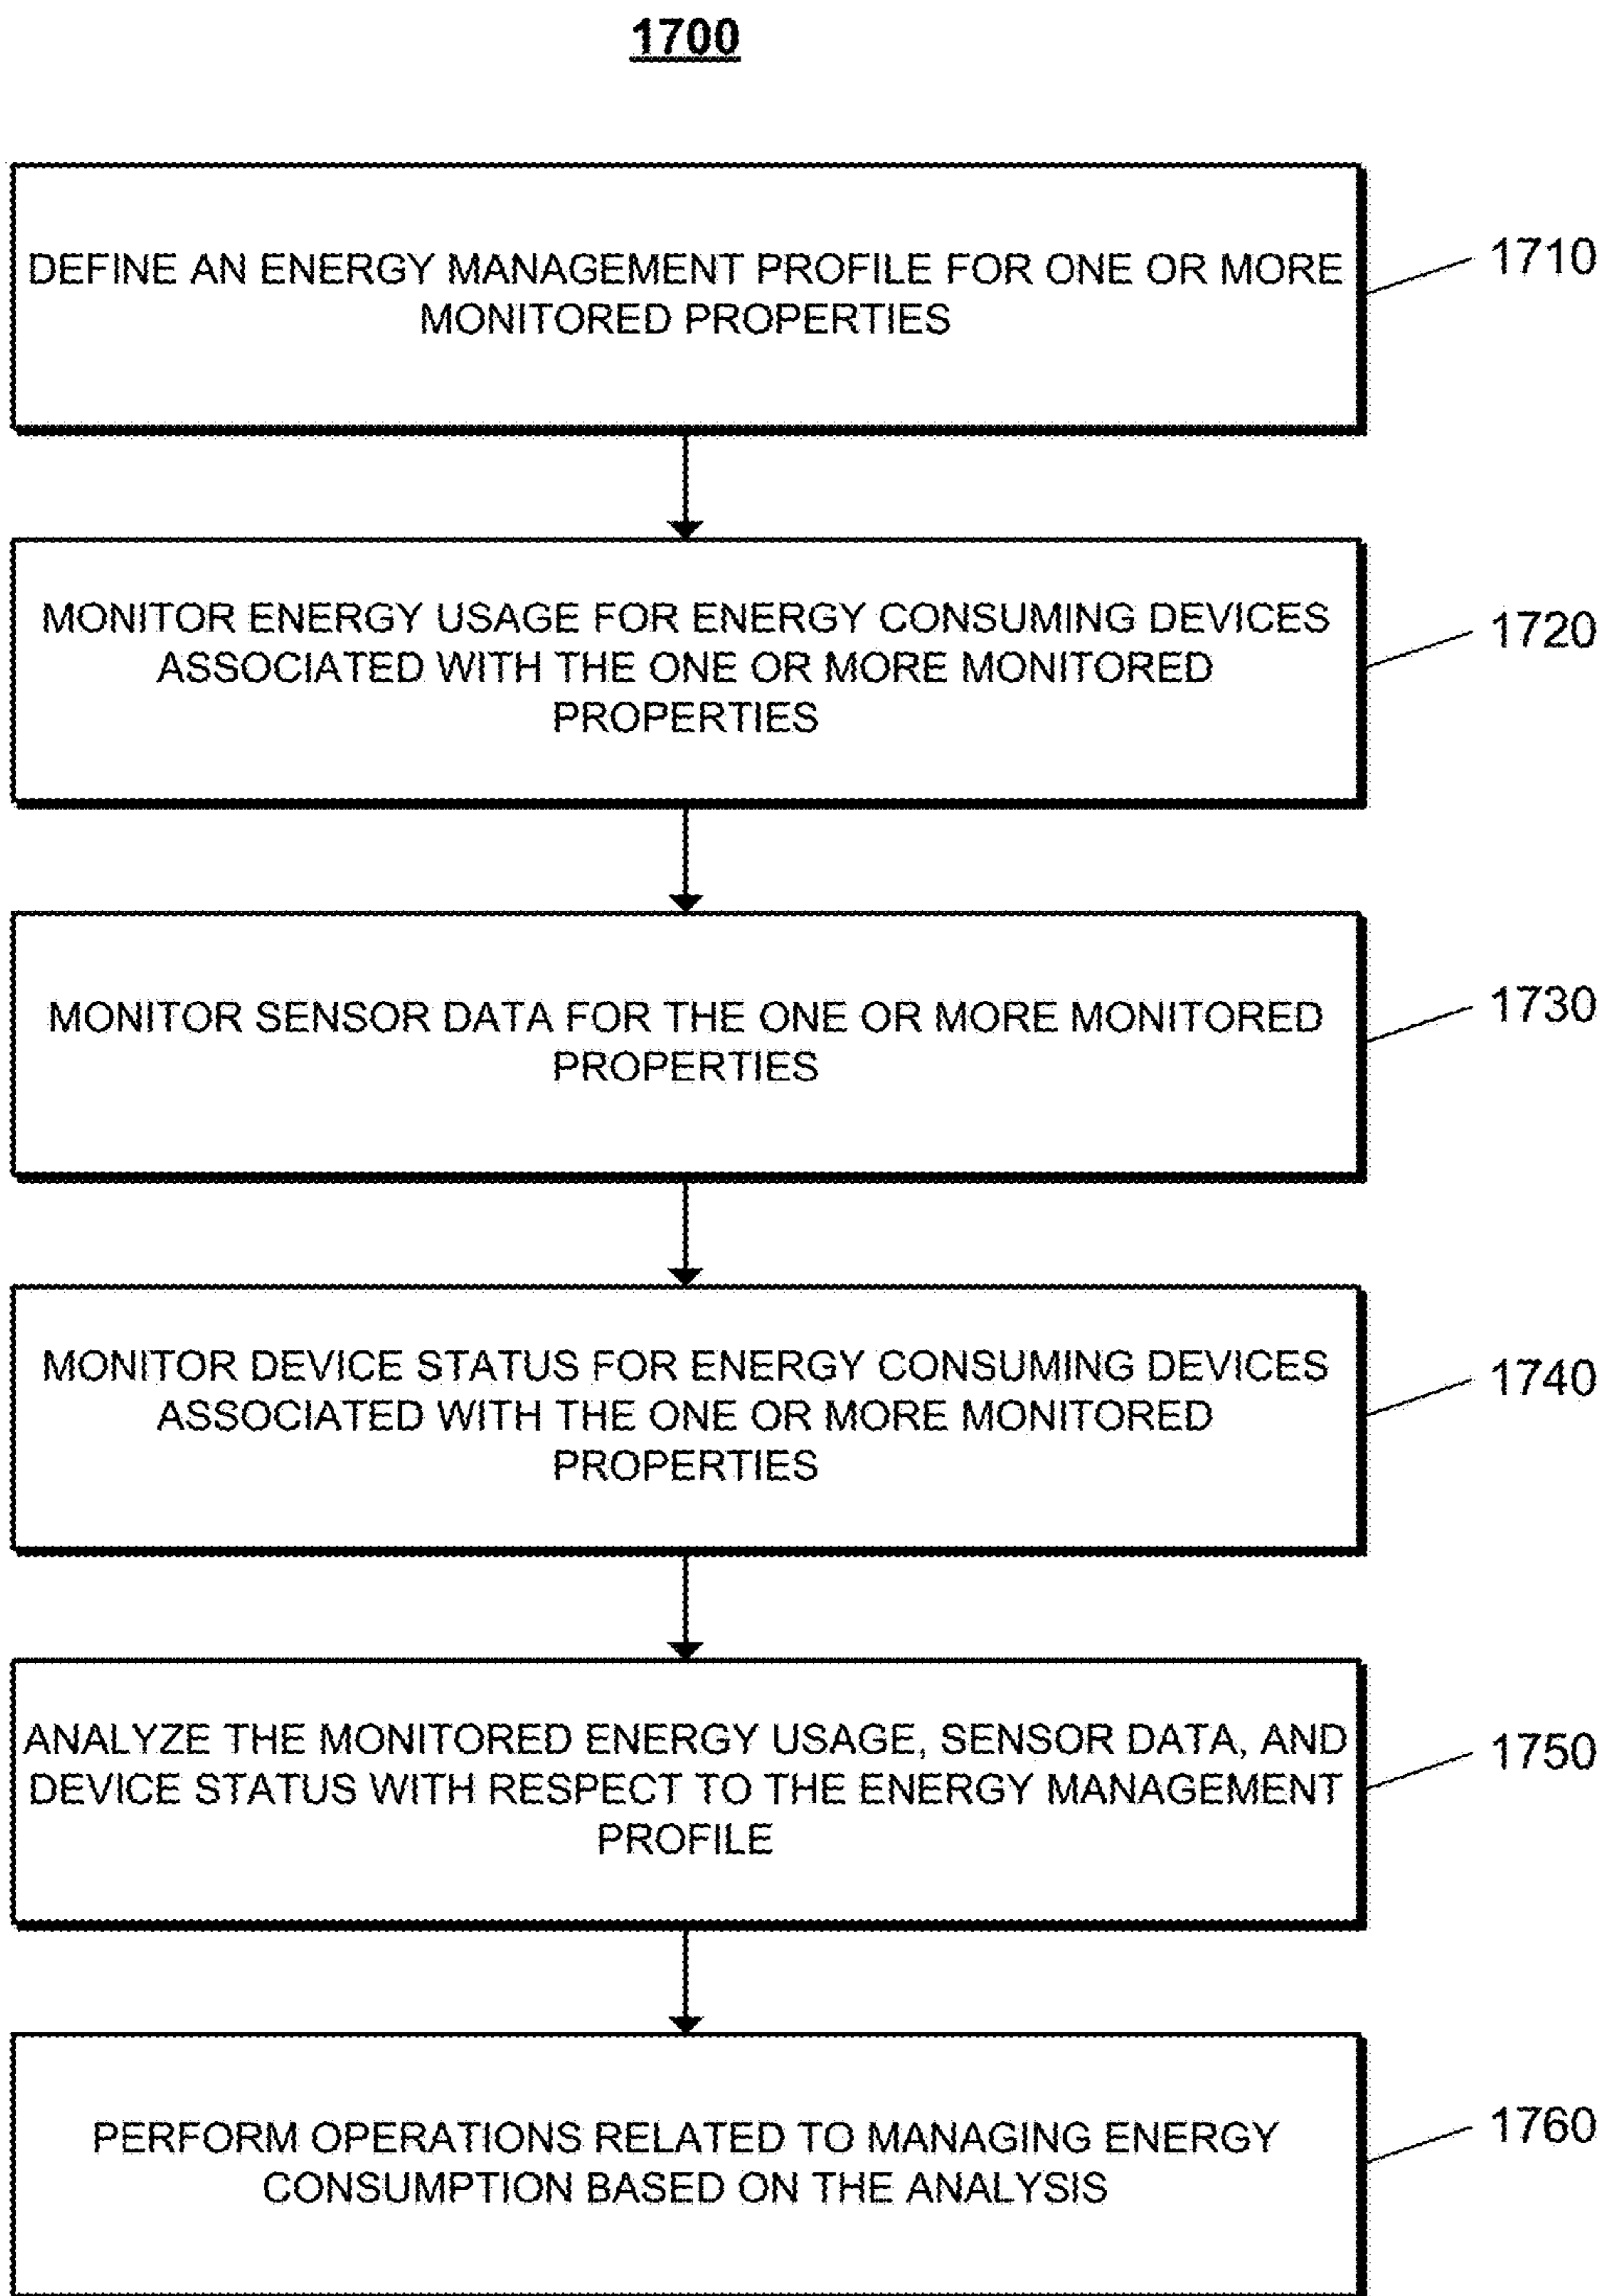 1700
DEFINE AN ENERGY MANAGEMENT PROFILE FOR ONE OR MORE
MONITORED PROPERTIES
1710
MONITOR ENERGY USAGE FOR ENERGY CONSUMING DEVICES
ASSOCIATED WITH THE ONE OR MORE MONITORED
PROPERTIES
1720
MONITOR SENSOR DATA FOR THE ONE OR MORE MONITORED
PROPERTIES
1730
MONITOR DEVICE STATUS FOR ENERGY CONSUMING DEVICES
ASSOCIATED WITH THE ONE OR MORE MONITORED
PROPERTIES
1740
ANALYZE THE MONITORED ENERGY USAGE, SENSOR DATA, AND
DEVICE STATUS WITH RESPECT TO THE ENERGY MANAGEMENT
PROFILE
1750
PERFORM OPERATIONS RELATED TO MANAGING ENERGY
CONSUMPTION BASED ON THE ANALYSIS
1760